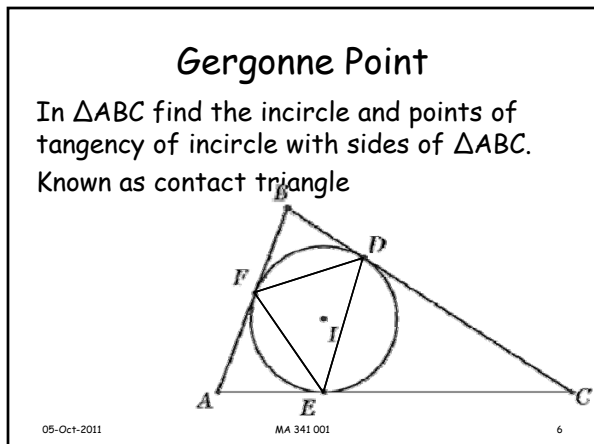 Gergonne Point
In ΔABC find the incircle and points of
tangency of incircle with sides of ΔABC.
Known as contact triangle
B
D
F
I
A
E
C
05-Oct-2011 MA 341 001 6